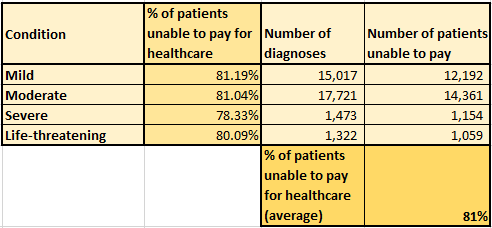 Condition
% of patients
unable to pay for
healthcare
Number of
diagnoses
Number of patients
unable to pay
Mild 81.19% 15,017 12,192
Moderate 81.04% 17,721 14,361
Severe 78.33% 1,473 1,154
Life-threatening 80.09% 1,322 1,059
% of patients
unable to pay
for healthcare
(average)
81%